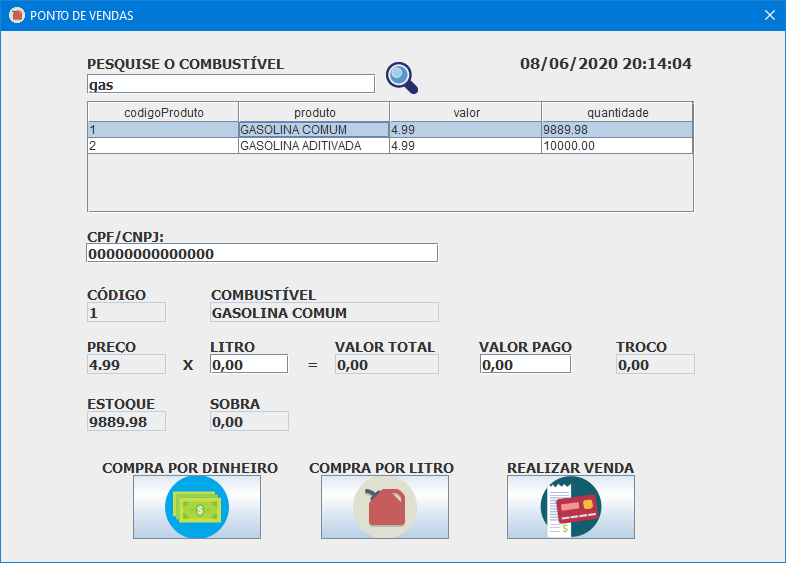 PONTO DE VENDAS
PESQUISE O COMBUSTÍVEL
08/06/2020 20:14:04
gas
codigoProduto produto valor quantidade
1 GASOLINA COMUM 4.99 9889.98
2 GASOLINA ADITIVADA 4.99 10000.00
CPF/CNPJ:
00000000000000
CÓDIGO COMBUSTÍVEL
1 GASOLINA COMUM
PREÇO LITRO VALOR TOTAL VALOR PAGO TROCO
4.99 X 0,00 = 0,00 0,00 0,00
ESTOQUE SOBRA
9889.98 0,00
COMPRA POR DINHEIRO COMPRA POR LITRO REALIZAR VENDA
$ $